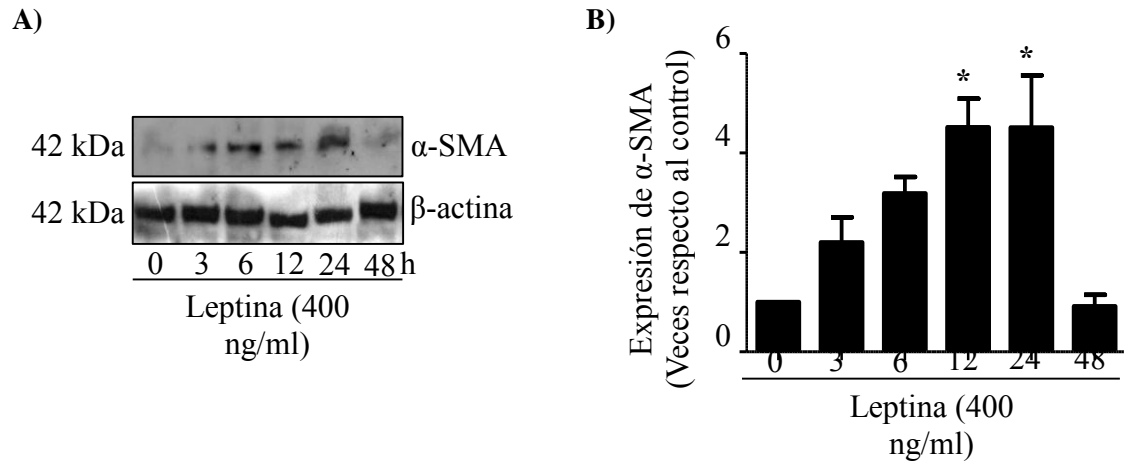 A)
42 kDa
α-SMA
42 kDa
β-actina
0 3 6 12 24 48 h
Leptina (400
ng/ml)
B)
Expresión de α-SMA
(Veces respecto al control)
6
4
2
0
*
*
0 3 6 12 24 48
Leptina (400
ng/ml)